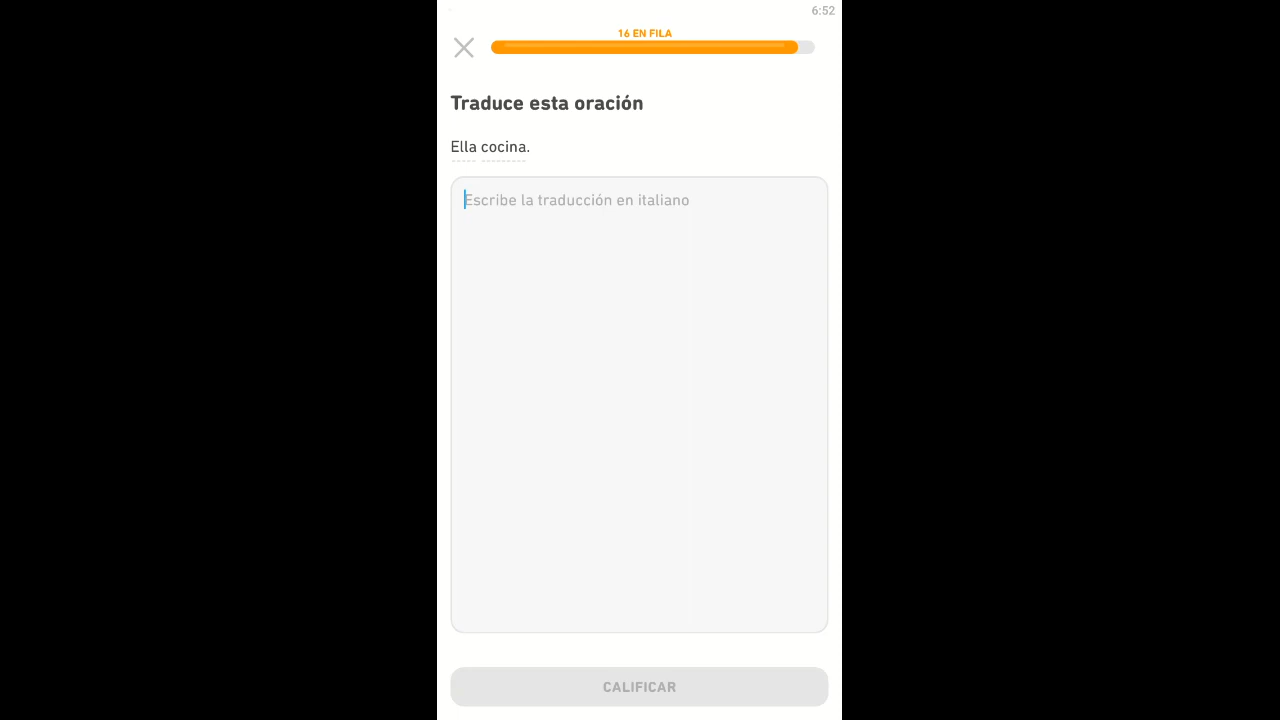 6:52
16 EN FILA
Traduce esta oración
Ella cocina.
Escribe la traducción en italiano
CALIFICAR